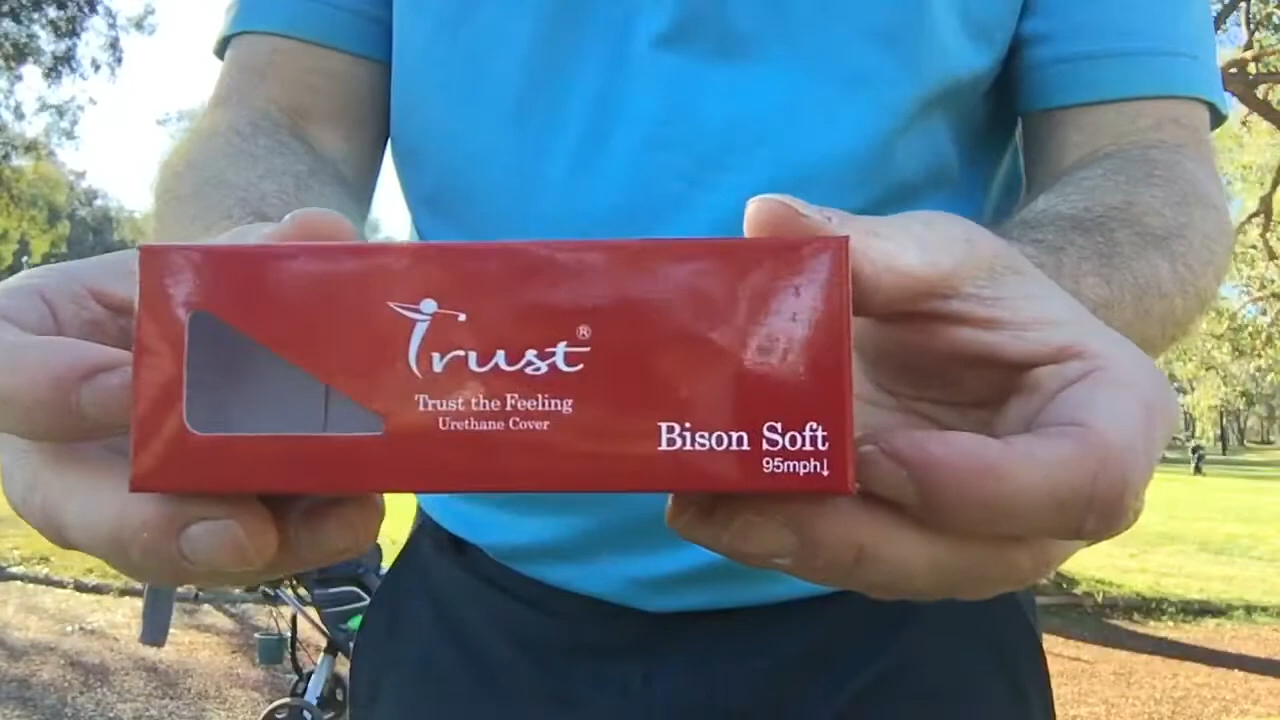 Trust®
Trust the Feeling
Urethane Cover
Bison Soft
95mph↓